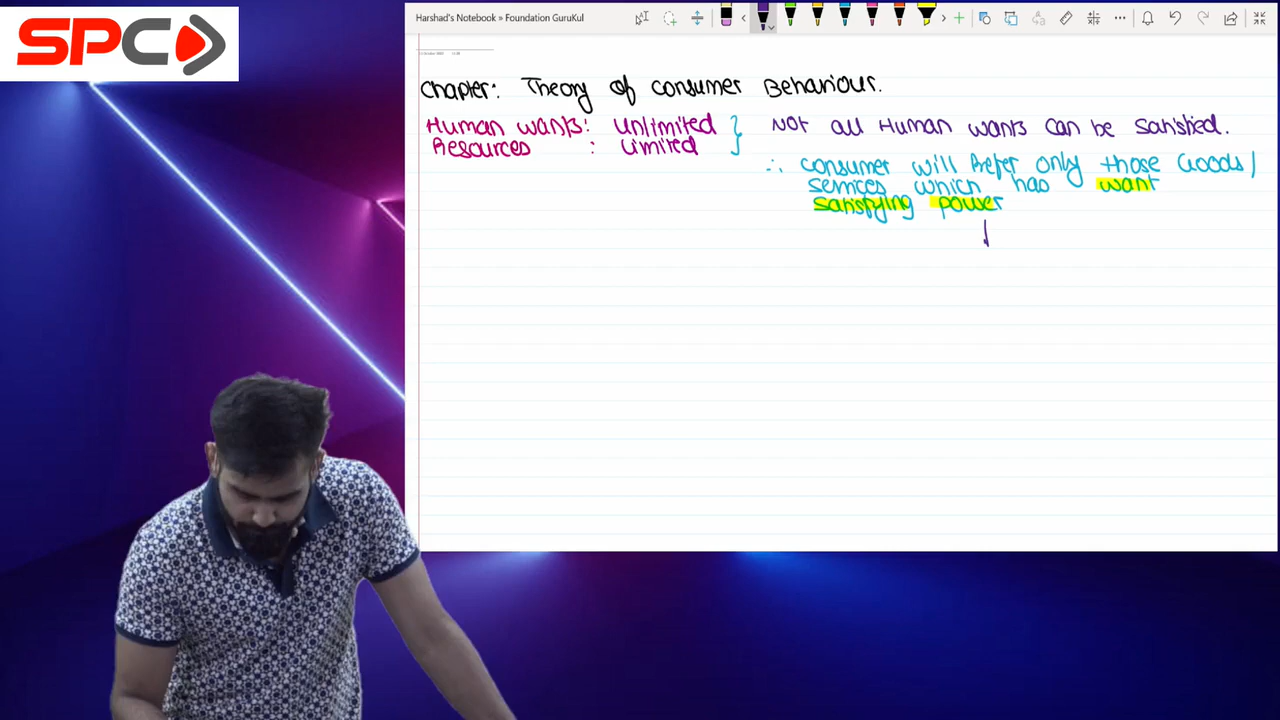 SPC
Harshad's Notebook » Foundation GuruKul
Chapter: Theory of Consumer Behaviour.
Human wants: unlimited } Not all Human wants can be satisfied.
Resources : Limited
∴ consumer will Prefer only those Goods/
services which has want
satisfying power
↓